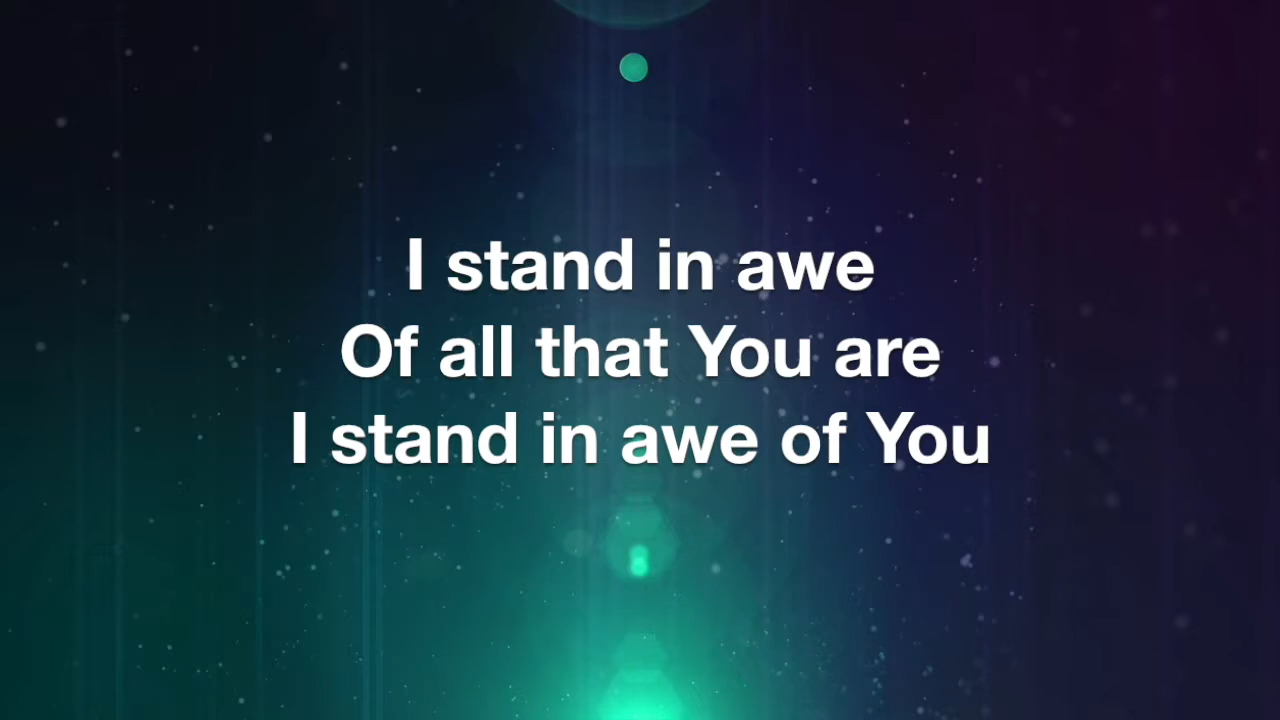 I stand in awe
Of all that You are
I stand in awe of You